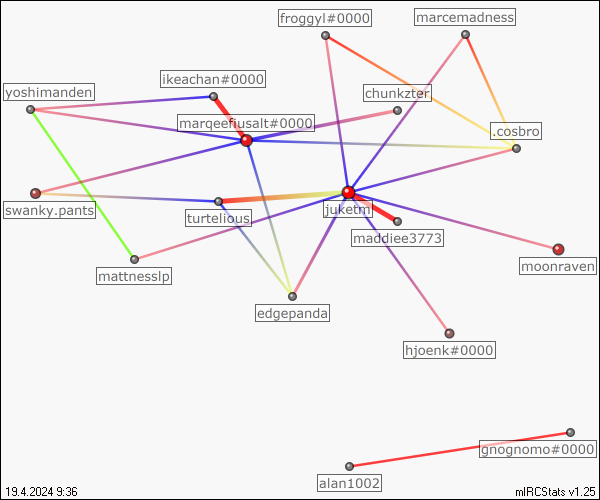 froggyl#0000
marcemadness
ikeachan#0000
yoshimanden
chunkzter
marqeefiusalt#0000
.cosbro
swanky.pants
turtelious
juketm
maddiee3773
mattnesslp
moonraven
edgepanda
hjoenk#0000
gnognomo#0000
alan1002
19.4.2024 9:36
mIRCStats v1.25